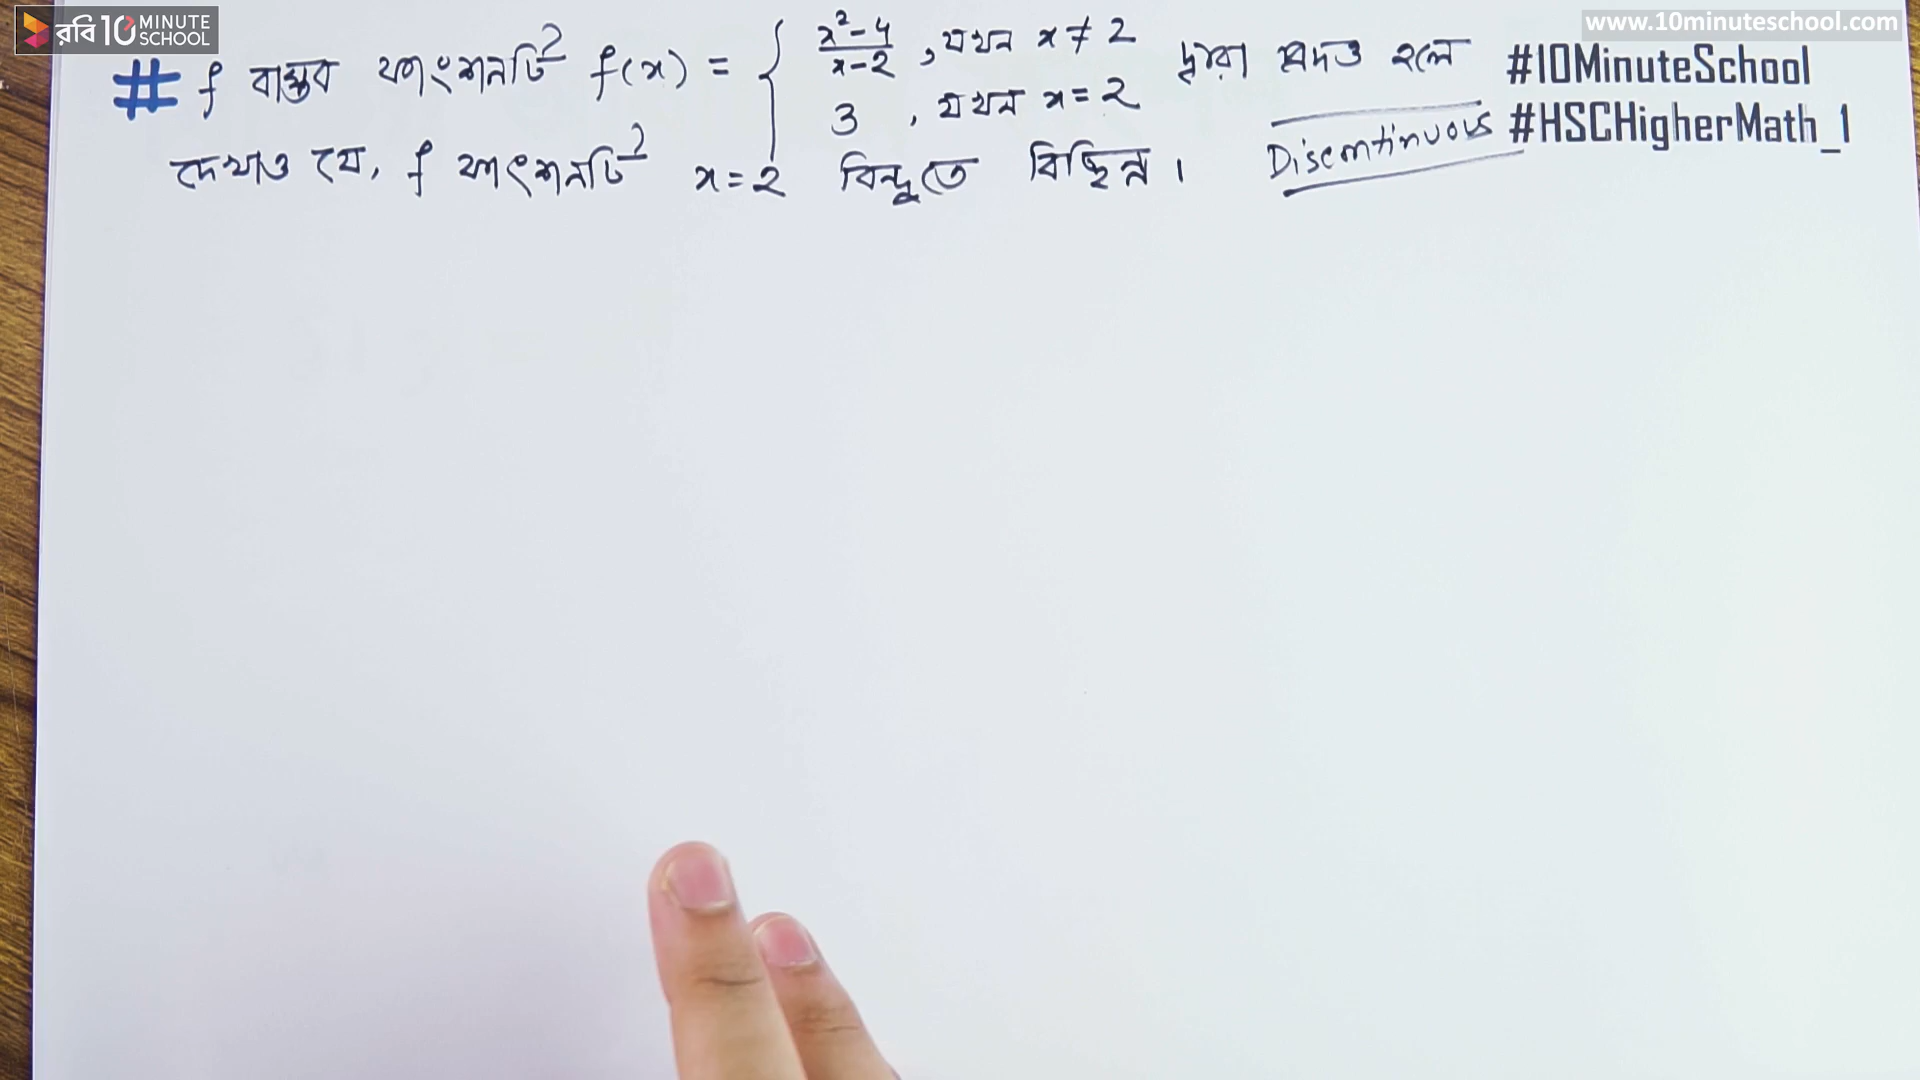 রবি 10 MINUTE SCHOOL
www.10minuteschool.com
# f বাস্তব ফাংশনটি f(x) = { x²-4 / x-2 , যখন x ≠ 2 দ্বারা প্রদত্ত হলে
3 , যখন x = 2
#10MinuteSchool
#HSCHigherMath_1
দেখাও যে, f ফাংশনটি x = 2 বিন্দুতে বিচ্ছিন্ন । Discontinuous